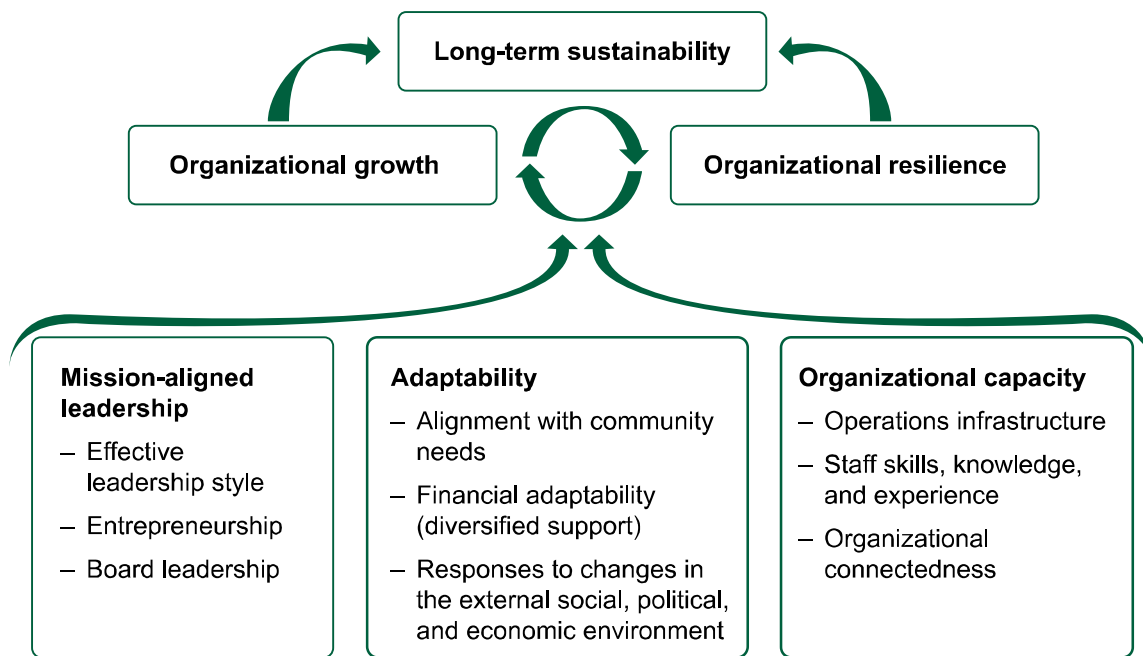 Long-term sustainability
Organizational growth
Organizational resilience
Mission-aligned
leadership
– Effective
leadership style
– Entrepreneurship
– Board leadership
Adaptability
– Alignment with community
needs
– Financial adaptability
(diversified support)
– Responses to changes in
the external social, political,
and economic environment
Organizational capacity
– Operations infrastructure
– Staff skills, knowledge,
and experience
– Organizational
connectedness